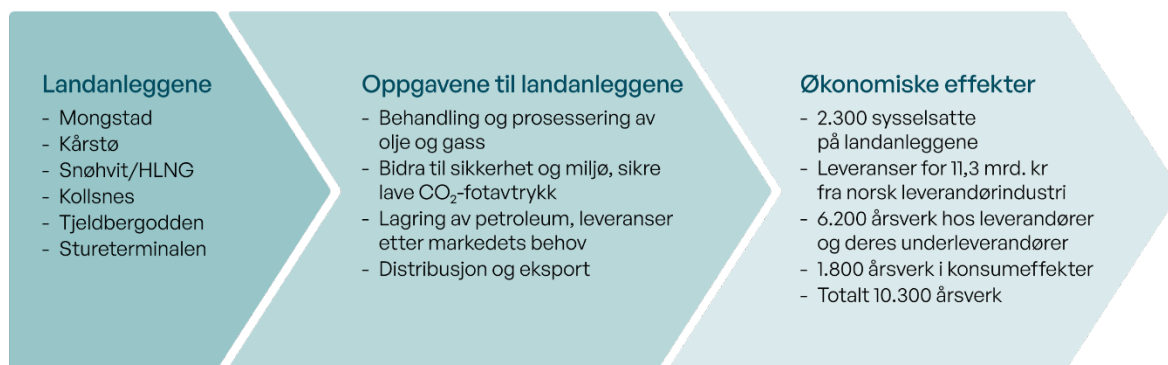 Landanleggene
- Mongstad
- Kårstø
- Snøhvit/HLNG
- Kollsnes
- Tjeldbergodden
- Stureterminalen
Oppgavene til landanleggene
- Behandling og prosessering av
olje og gass
- Bidra til sikkerhet og miljø, sikre
lave CO₂-fotavtrykk
- Lagring av petroleum, leveranser
etter markedets behov
- Distribusjon og eksport
Økonomiske effekter
- 2.300 sysselsatte
på landanleggene
- Leveranser for 11,3 mrd. kr
fra norsk leverandørindustri
- 6.200 årsverk hos leverandører
og deres underleverandører
- 1.800 årsverk i konsumeffekter
- Totalt 10.300 årsverk